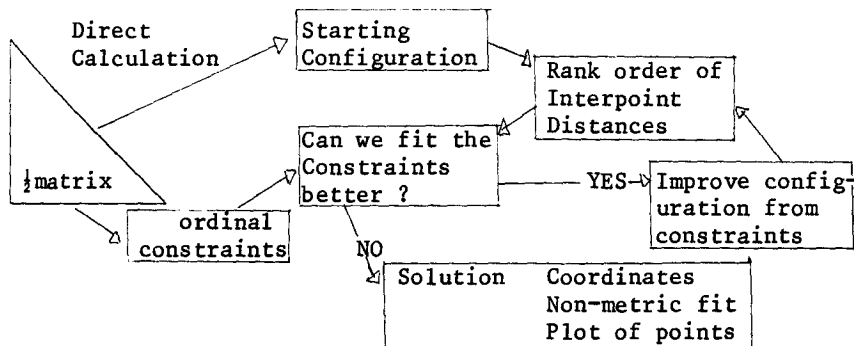 Direct
Calculation
Starting
Configuration
Rank order of
Interpoint
Distances
Can we fit the
Constraints
better ?
½matrix
YES
Improve config-
uration from
constraints
ordinal
constraints
NO
Solution Coordinates
Non-metric fit
Plot of points